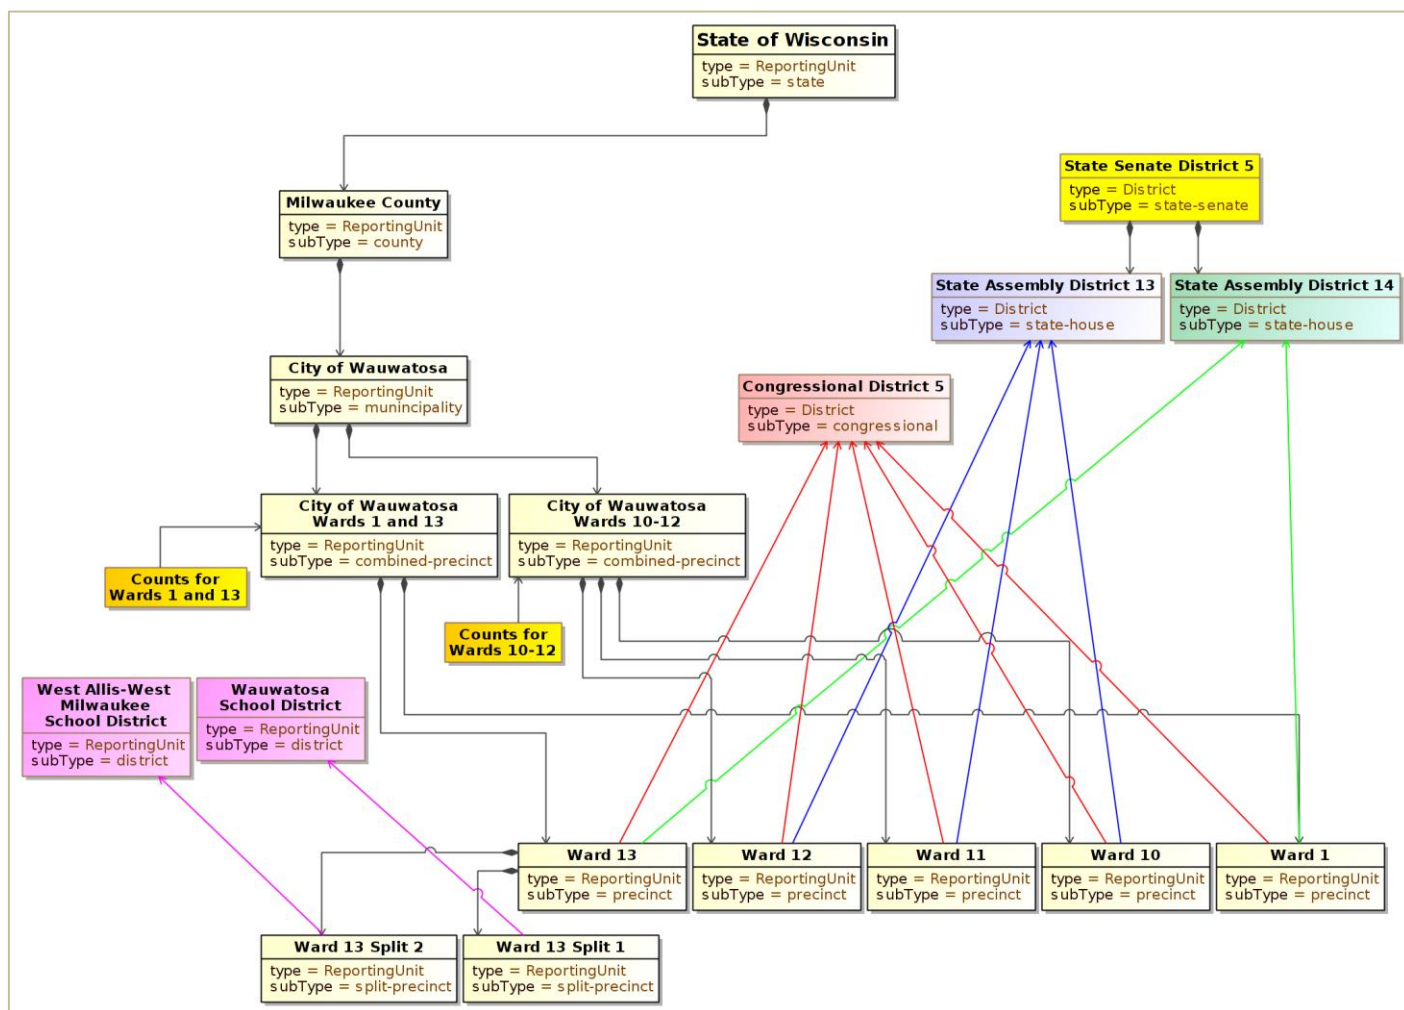 State of Wisconsin
type = ReportingUnit
subType = state
State Senate District 5
type = District
subType = state-senate
Milwaukee County
type = ReportingUnit
subType = county
State Assembly District 13
type = District
subType = state-house
State Assembly District 14
type = District
subType = state-house
City of Wauwatosa
type = ReportingUnit
subType = munincipality
Congressional District 5
type = District
subType = congressional
City of Wauwatosa
Wards 1 and 13
type = ReportingUnit
subType = combined-precinct
City of Wauwatosa
Wards 10-12
type = ReportingUnit
subType = combined-precinct
Counts for
Wards 1 and 13
Counts for
Wards 10-12
West Allis-West
Milwaukee
School District
type = ReportingUnit
subType = district
Wauwatosa
School District
type = ReportingUnit
subType = district
Ward 13
type = ReportingUnit
subType = precinct
Ward 12
type = ReportingUnit
subType = precinct
Ward 11
type = ReportingUnit
subType = precinct
Ward 10
type = ReportingUnit
subType = precinct
Ward 1
type = ReportingUnit
subType = precinct
Ward 13 Split 2
type = ReportingUnit
subType = split-precinct
Ward 13 Split 1
type = ReportingUnit
subType = split-precinct